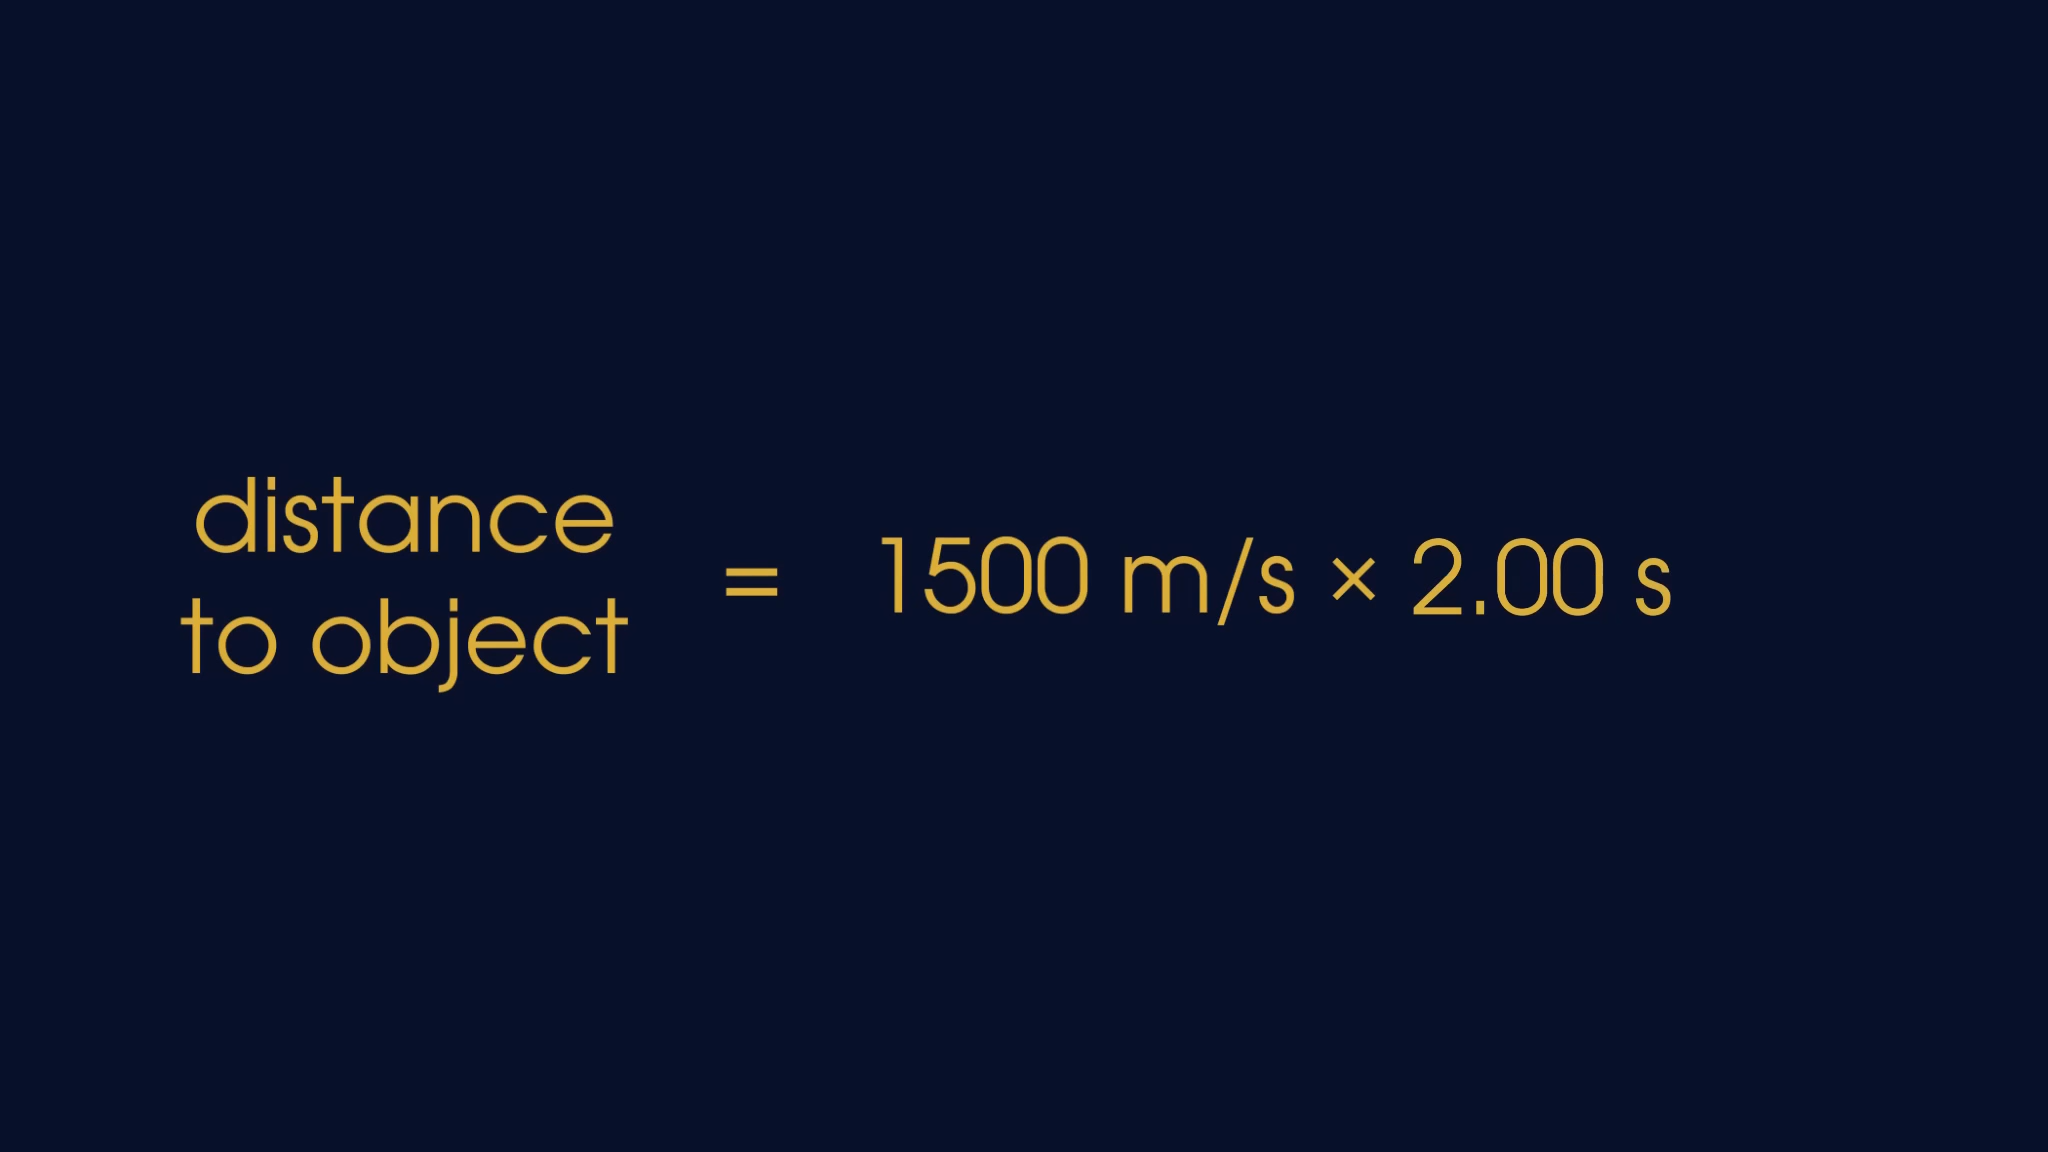 distance
to object = 1500 m/s × 2.00 s